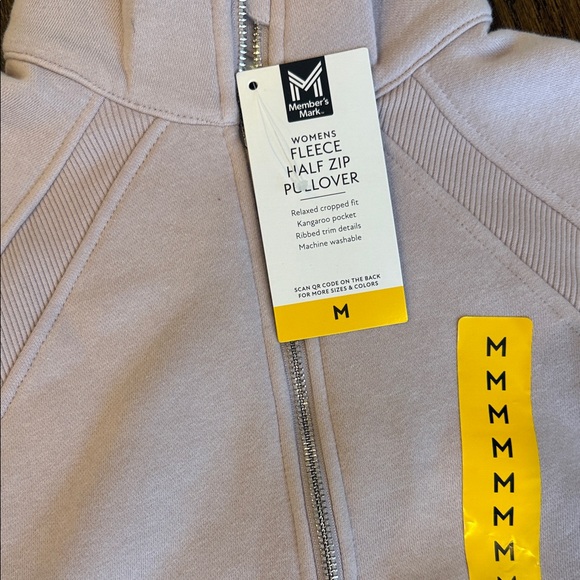 Member's
Mark™
WOMENS
FLEECE
HALF ZIP
PULLOVER
Relaxed cropped fit
Kangaroo pocket
Ribbed trim details
Machine washable
SCAN QR CODE ON THE BACK
FOR MORE SIZES & COLORS
M
M
M
M
M
M
M
M